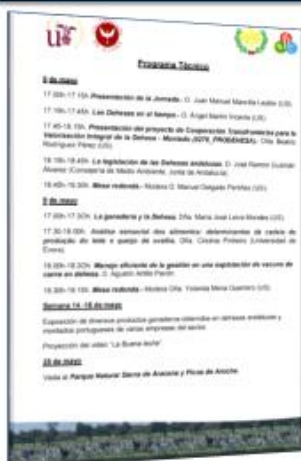 us
Programa Técnico
8 de mayo
17:00h-17:15h Presentación de la Jornada.- D. Juan Manuel Mancilla Leytón (US)
17:15h-17:45h Las Dehesas en el tiempo.- D. Ángel Martín Vicente (US)
17:45-18:15h. Presentación del proyecto de Cooperación Transfronteriza para la
Valorización Integral de la Dehesa - Montado (PRODEHESA). Dña. Beatriz
Rodríguez Pérez (US)
18:15h-18:45h La legislación de las Dehesas andaluzas. D. José Ramón Guzmán
Álvarez (Consejería de Medio Ambiente, Junta de Andalucía)
18:45h-19:30h Mesa redonda.- Modera D. Manuel Delgado Pertíñez (US)
9 de mayo
17:00h-17:30h La ganadería y la Dehesa. Dña. María José Leiva Morales (US)
17:30-18:00h Análise sensorial dos alimentos: determinantes da cadeia de
produção do leite e queijo de ovelha. Dña. Cristina Pinheiro (Universidad de
Évora)
18:00h-18:30h Manejo eficiente de la gestión en una explotación de vacuno de
carne en dehesa. D. Agustín
18:30h-19:15h Mesa redonda.- Modera Dña. Yolanda Mena Guerrero (US)
Semana 14-18 de mayo
Exposición de diversos productos ganaderos obtenidos en dehesas andaluzas y
montados portugueses de varias empresas del sector
Proyección del vídeo "La Buena leche"
25 de mayo
Visita al Parque Natural Sierra de Aracena y Picos de Aroche